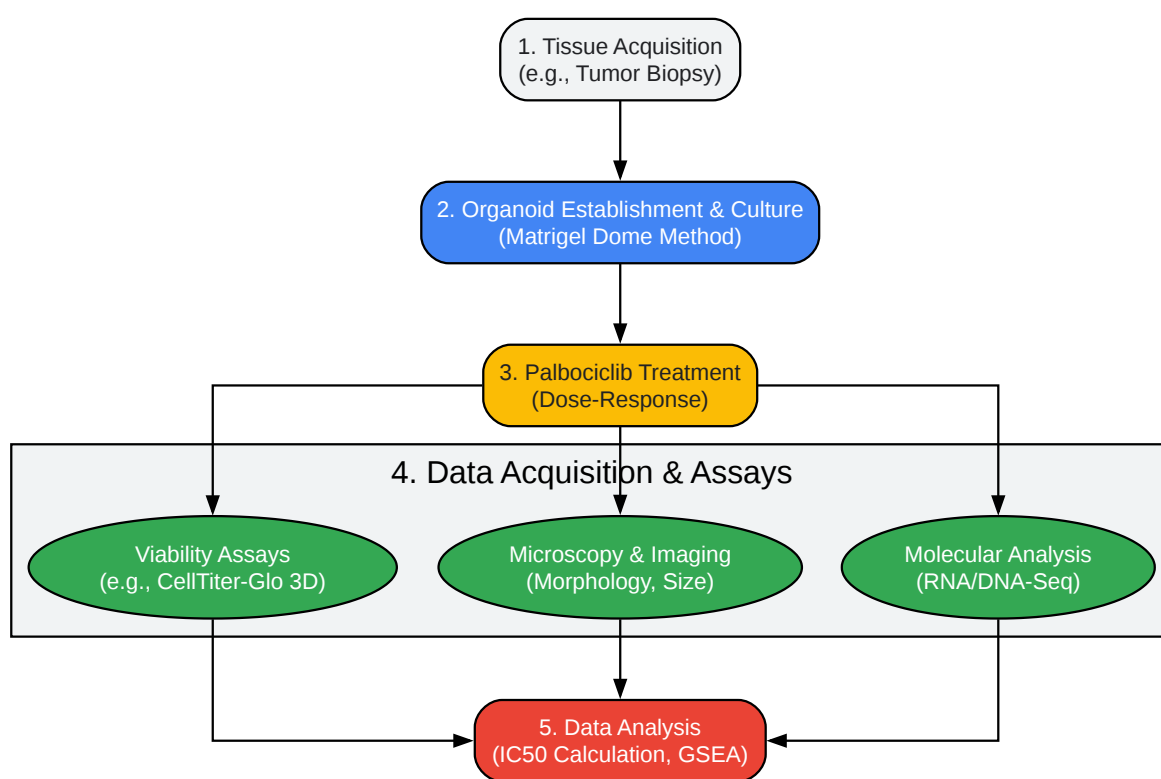 1. Tissue Acquisition
(e.g., Tumor Biopsy)
2. Organoid Establishment & Culture
(Matrigel Dome Method)
3. Palbociclib Treatment
(Dose-Response)
4. Data Acquisition & Assays
Viability Assays
(e.g., CellTiter-Glo 3D)
Microscopy & Imaging
(Morphology, Size)
Molecular Analysis
(RNA/DNA-Seq)
5. Data Analysis
(IC50 Calculation, GSEA)